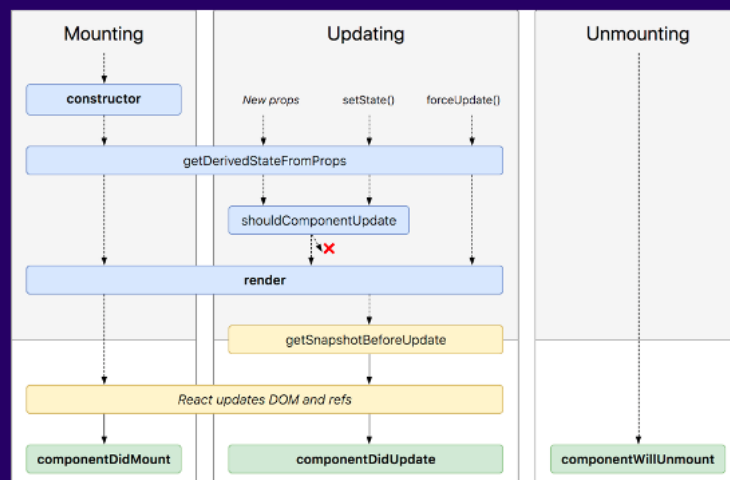 Mounting
Updating
Unmounting
constructor
New props
setState()
forceUpdate()
getDerivedStateFromProps
shouldComponentUpdate
render
getSnapshotBeforeUpdate
React updates DOM and refs
componentDidMount
componentDidUpdate
componentWillUnmount